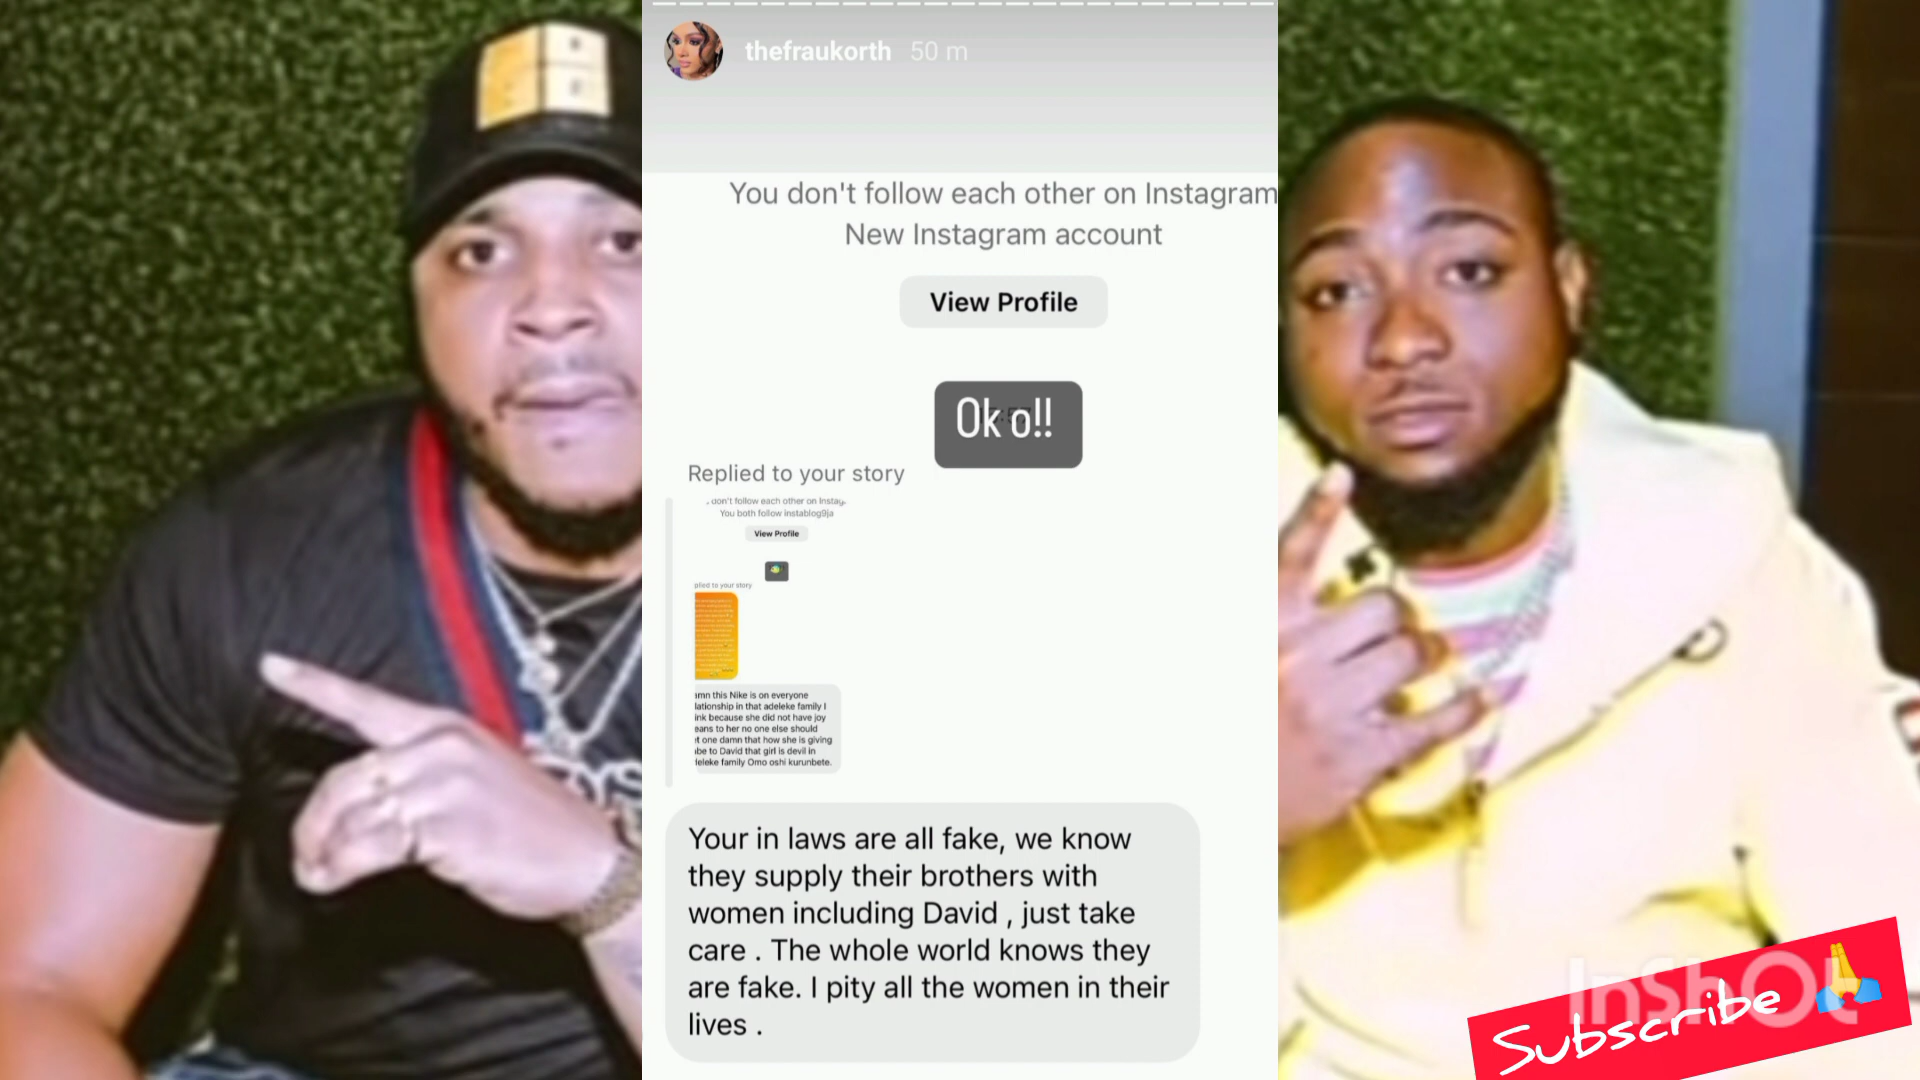 thefraukorth 50 m
You don't follow each other on Instagram
New Instagram account
View Profile
Ok o!!
Replied to your story
don't follow each other on Instag
You both follow instablog9ja
View Profile
plied to your story
mn this Nike is on everyone
lationship in that adeleke family I
ink because she did not have joy
eans to her no one else should
t one damn that how she is giving
be to David that girl is devil in
eleke family Omo oshi kurunbete.
Your in laws are all fake, we know
they supply their brothers with
women including David , just take
care . The whole world knows they
are fake. I pity all the women in their
lives .
InShOt
Subscribe